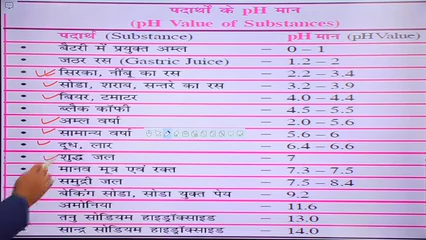 पदार्थों के pH मान
(pH Value of Substances)
पदार्थ (Substance) pH मान (pH Value)
• बैटरी में प्रयुक्त अम्ल – 0 – 1
• जठर रस (Gastric Juice) – 1.2 – 2
• सिरका, नींबू का रस – 2.2 – 3.4
• सोडा, शराब, सन्तरे का रस – 3.2 – 3.9
• बियर, टमाटर – 4.0 – 4.4
• ब्लैक कॉफी – 4.5 – 5.5
• अम्ल वर्षा – 2.0 – 5.6
• सामान्य वर्षा – 5.6 – 6
• दूध, लार – 6.4 – 6.6
• शुद्ध जल – 7
• मानव मूत्र एवं रक्त – 7.3 – 7.5
समुद्री जल – 7.5 – 8.4
बेकिंग सोडा, सोडा युक्त पेय – 9.2
अमोनिया – 11.6
तनु सोडियम हाइड्रॉक्साइड – 13.0
सान्द्र सोडियम हाइड्रॉक्साइड – 14.0